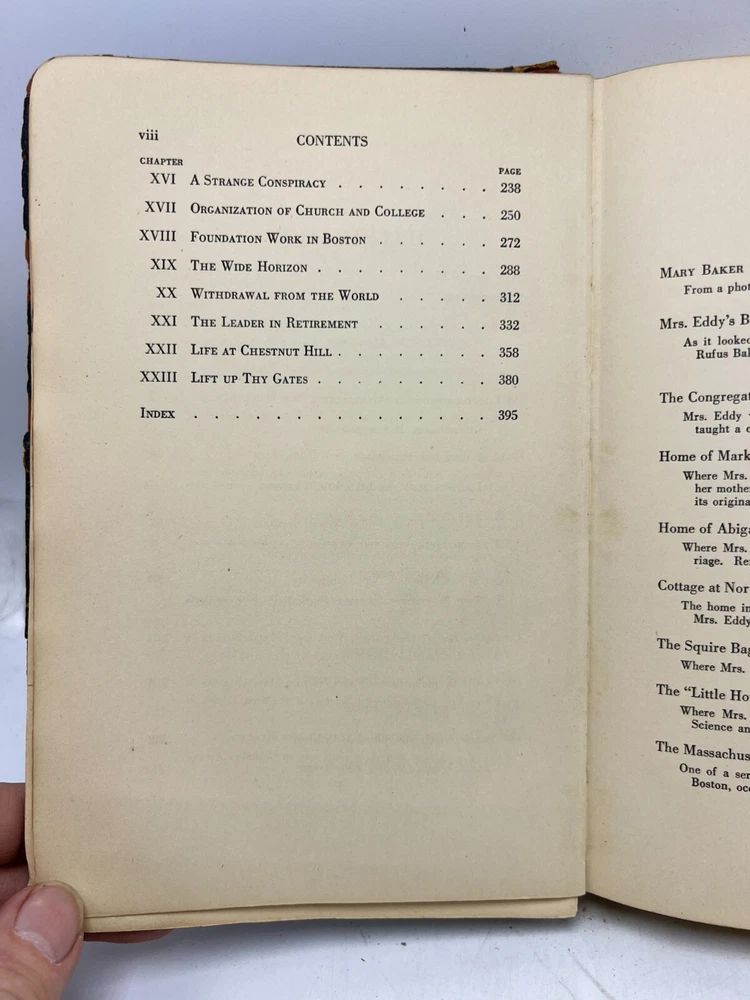 viii
CONTENTS
CHAPTER
PAGE
XVI A Strange Conspiracy . . . . . . . . 238
XVII Organization of Church and College . . . 250
XVIII Foundation Work in Boston . . . . . . 272
XIX The Wide Horizon . . . . . . . . . 288
XX Withdrawal from the World . . . . . 312
XXI The Leader in Retirement . . . . . . 332
XXII Life at Chestnut Hill . . . . . . . . 358
XXIII Lift up Thy Gates . . . . . . . . . 380
Index . . . . . . . . . . . . . . . . 395
Mary Baker
From a phot
Mrs. Eddy's B
As it looked
Rufus Bak
The Congregat
Mrs. Eddy
taught a c
Home of Mark
Where Mrs.
her mothe
its origina
Home of Abiga
Where Mrs.
riage. Re
Cottage at Nor
The home in
Mrs. Eddy
The Squire Bag
Where Mrs.
The "Little Ho
Where Mrs.
Science an
The Massachus
One of a ser
Boston, occ